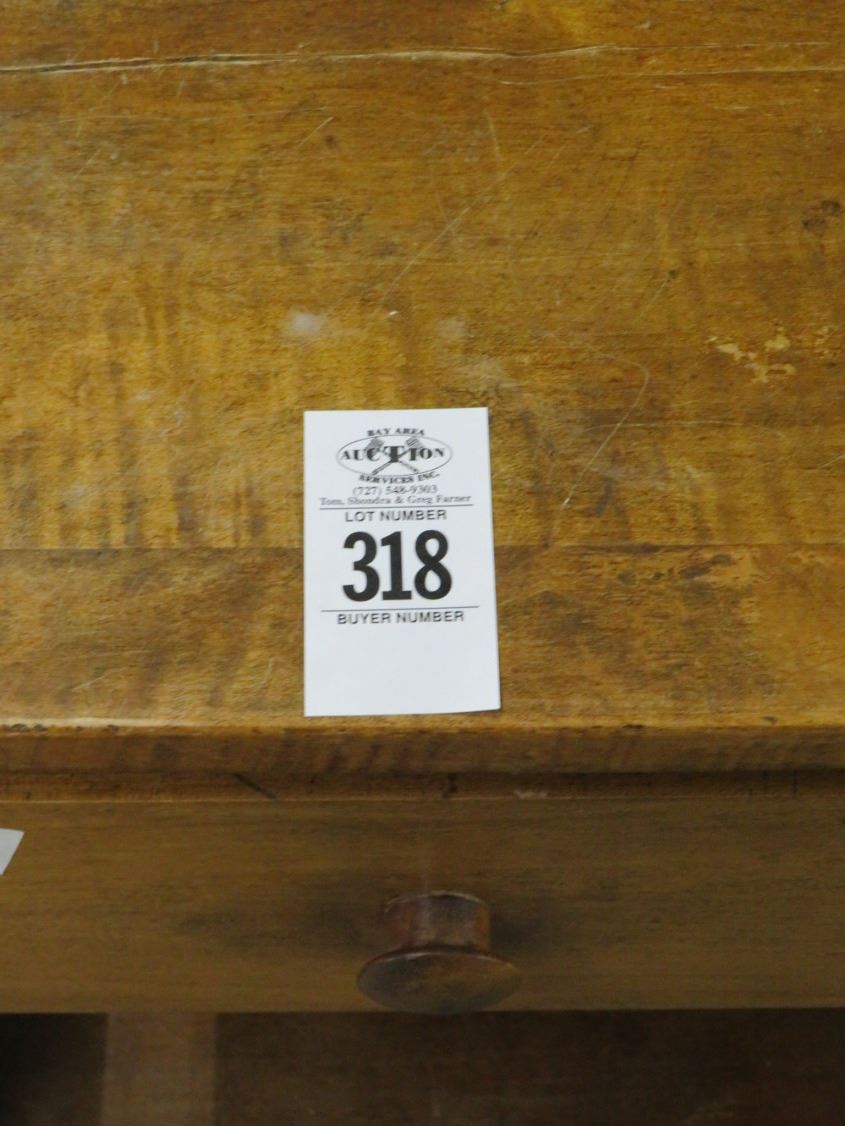 BAY AREA
AUCTION
SERVICES INC.
(727) 548-9303
Tom, Shondra & Greg Farner
LOT NUMBER
318
BUYER NUMBER